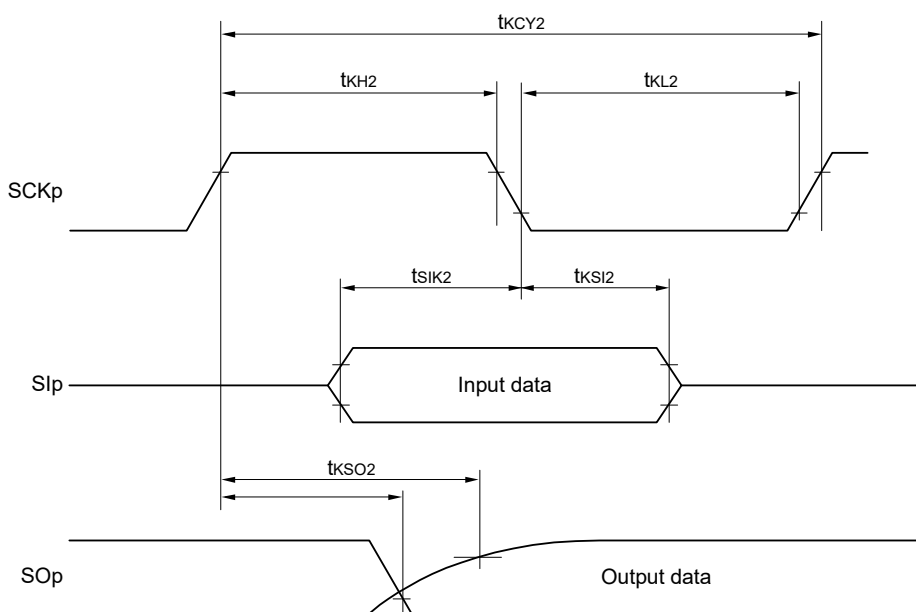 tKCY2
tKH2
tKL2
SCKp
tSIK2
tKSI2
SIp
Input data
tKSO2
SOp
Output data